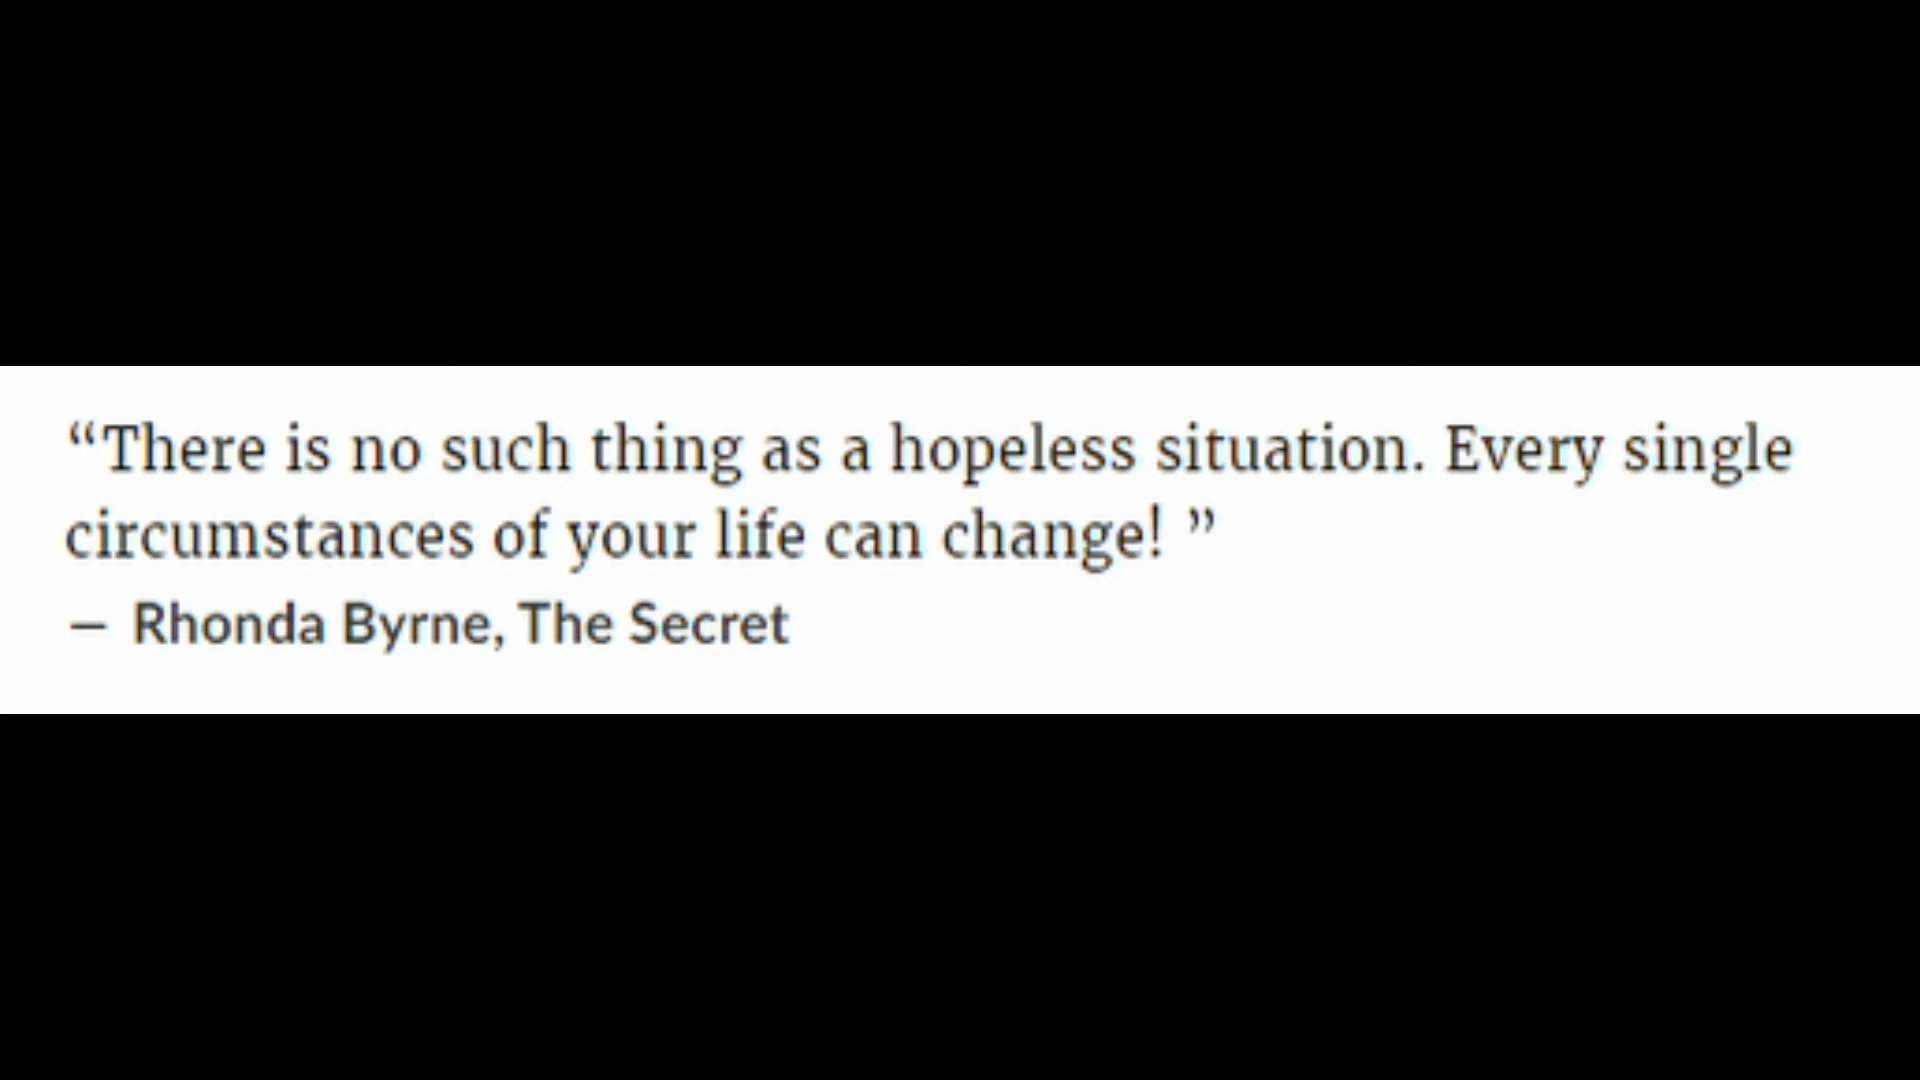 “There is no such thing as a hopeless situation. Every single
circumstances of your life can change! ”
— Rhonda Byrne, The Secret